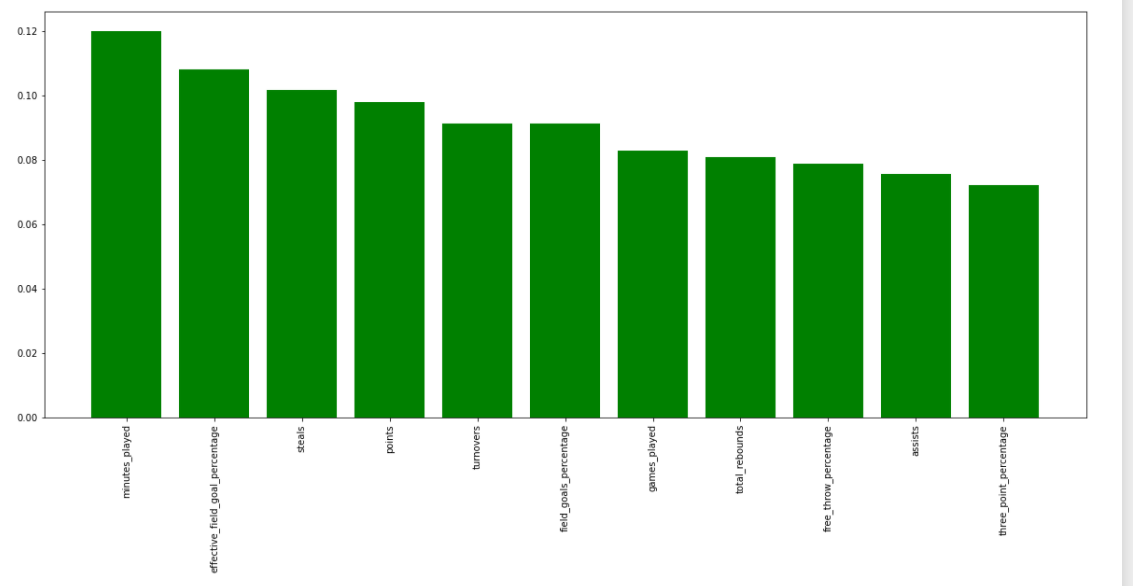 0.12
0.10
0.08
0.06
0.04
0.02
0.00
minutes_played
effective_field_goal_percentage
steals
points
turnovers
field_goals_percentage
games_played
total_rebounds
free_throw_percentage
assists
three_point_percentage